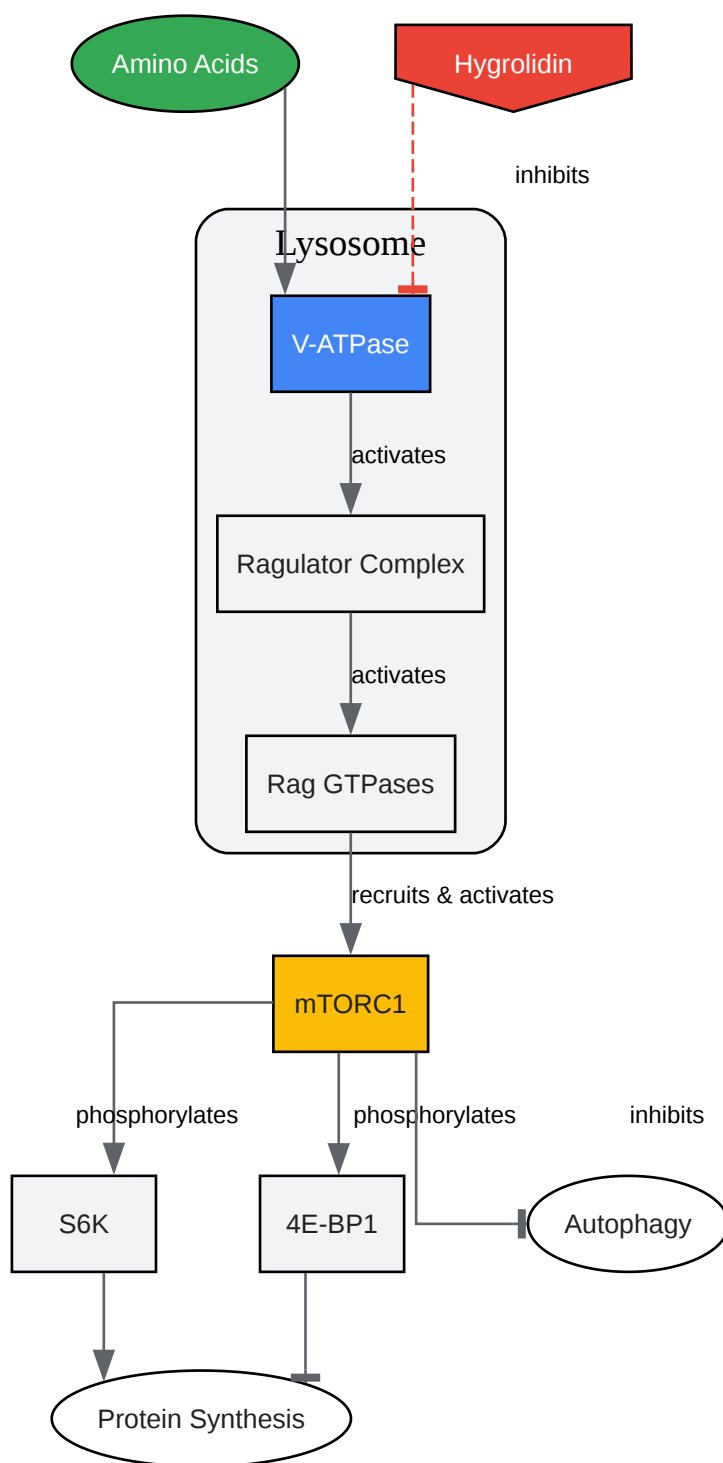 Amino Acids
Hygrolidin
inhibits
Lysosome
V-ATPase
activates
Ragulator Complex
activates
Rag GTPases
recruits & activates
mTORC1
phosphorylates
phosphorylates
inhibits
S6K
4E-BP1
Autophagy
Protein Synthesis